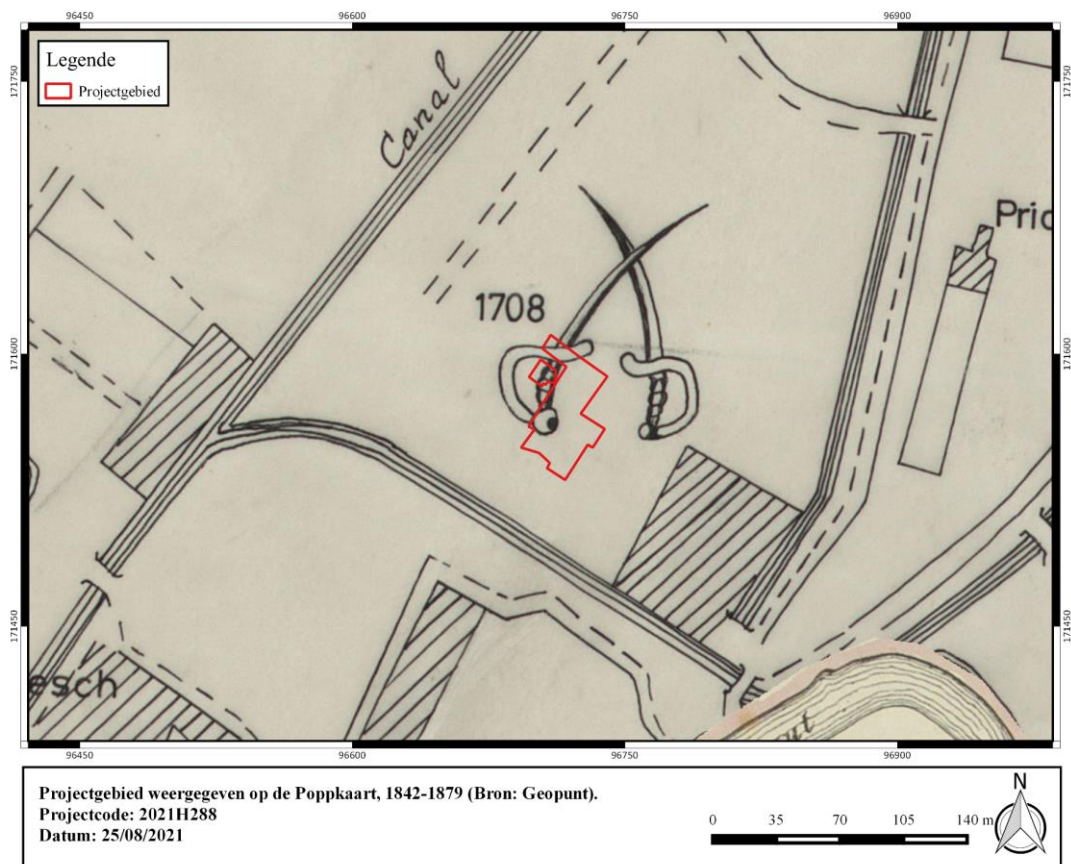 96450 96600 96750 96900
171750
171750
Legende
Projectgebied
Canal
Pric
1708
171600
171600
171450
171450
esch
ut
96450 96600 96750 96900
Projectgebied weergegeven op de Poppkaart, 1842-1879 (Bron: Geopunt).
Projectcode: 2021H288
Datum: 25/08/2021
0 35 70 105 140 m
N